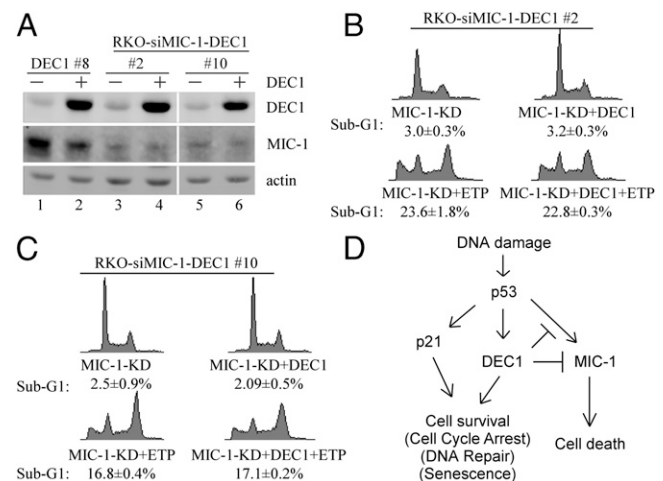 A
RKO-siMIC-1-DEC1
DEC1 #8 #2 #10
− + − + − + DEC1
DEC1
MIC-1
actin
1 2 3 4 5 6
B
RKO-siMIC-1-DEC1 #2
MIC-1-KD MIC-1-KD+DEC1
Sub-G1: 3.0±0.3% 3.2±0.3%
MIC-1-KD+ETP MIC-1-KD+DEC1+ETP
Sub-G1: 23.6±1.8% 22.8±0.3%
C
RKO-siMIC-1-DEC1 #10
MIC-1-KD MIC-1-KD+DEC1
Sub-G1: 2.5±0.9% 2.09±0.5%
MIC-1-KD+ETP MIC-1-KD+DEC1+ETP
Sub-G1: 16.8±0.4% 17.1±0.2%
D
DNA damage
p53
p21
DEC1 MIC-1
Cell survival
(Cell Cycle Arrest)
(DNA Repair)
(Senescence)
Cell death